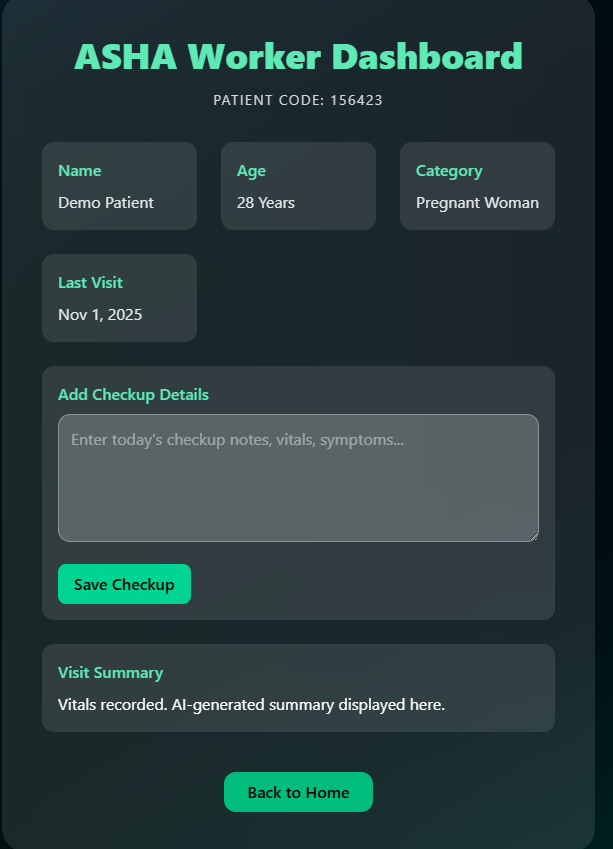 ASHA Worker Dashboard
PATIENT CODE: 156423
Name
Demo Patient
Age
28 Years
Category
Pregnant Woman
Last Visit
Nov 1, 2025
Add Checkup Details
Enter today's checkup notes, vitals, symptoms...
Save Checkup
Visit Summary
Vitals recorded. AI-generated summary displayed here.
Back to Home